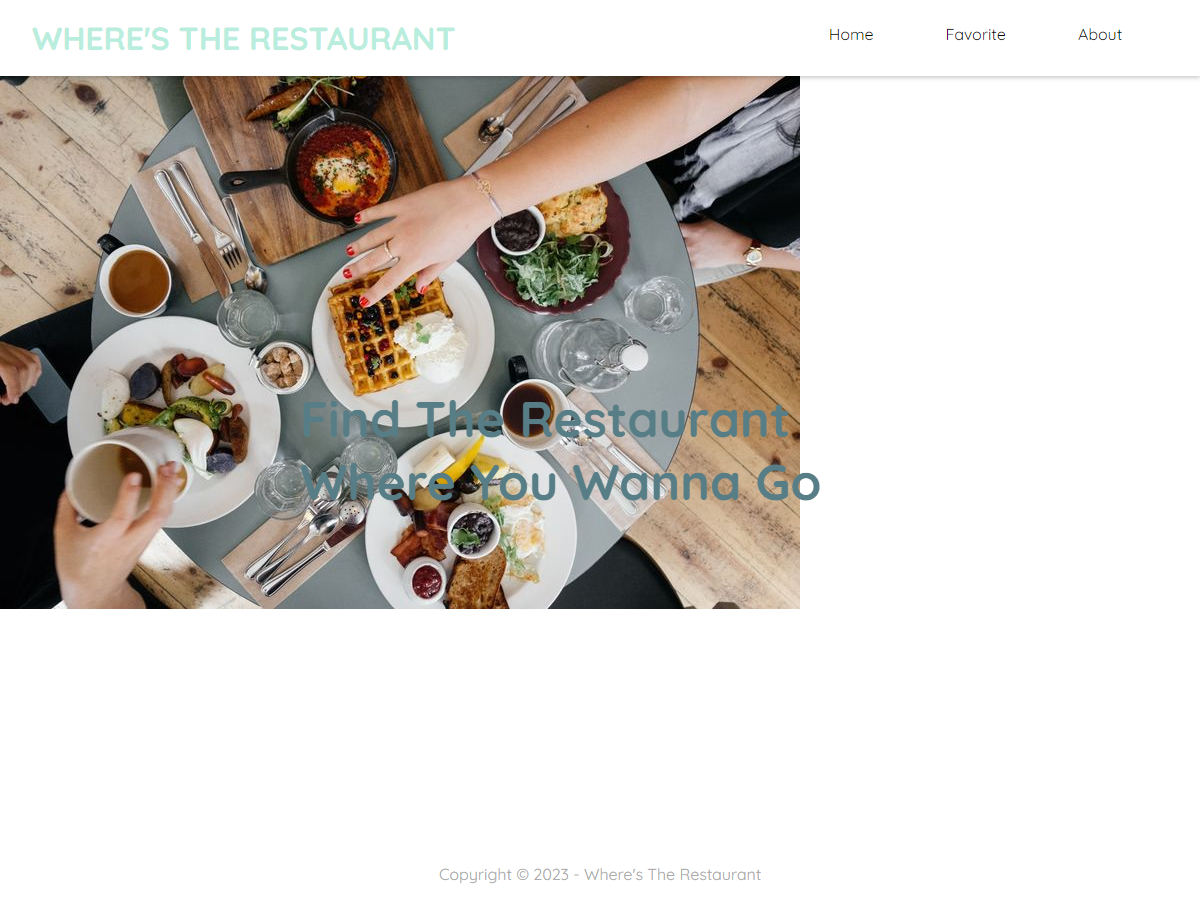 WHERE'S THE RESTAURANT
Home Favorite About
Find The Restaurant
Where You Wanna Go
Copyright © 2023 - Where's The Restaurant